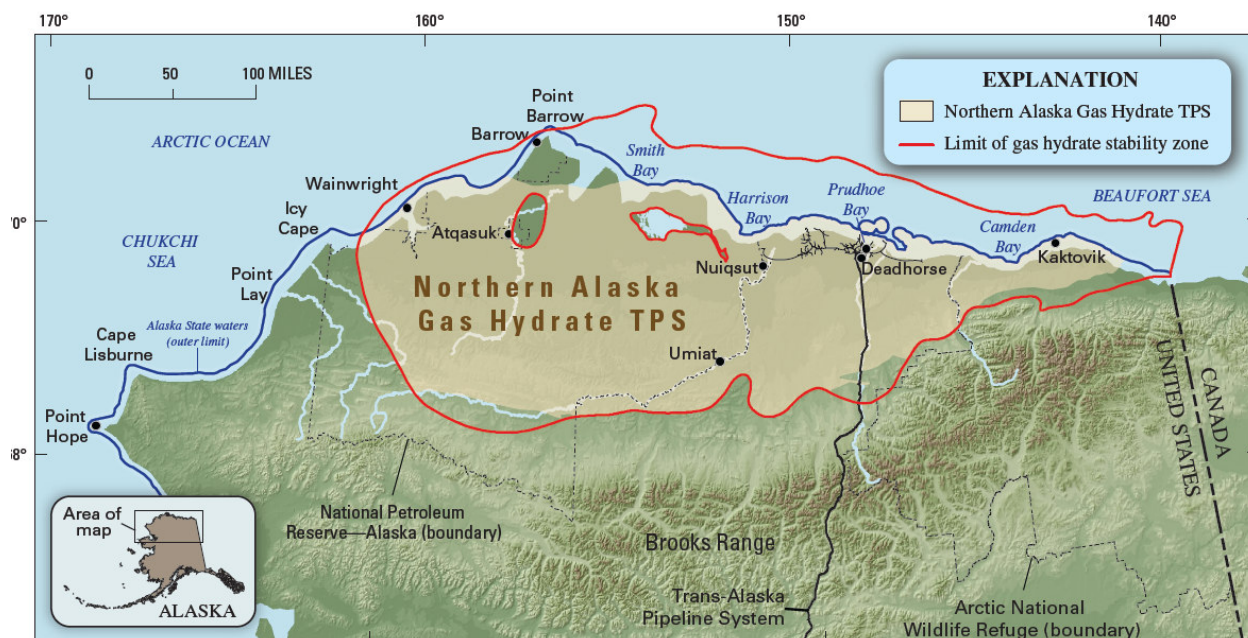 170°
160°
150°
140°
0
50
100 MILES
EXPLANATION
Northern Alaska Gas Hydrate TPS
Limit of gas hydrate stability zone
ARCTIC OCEAN
Point
Barrow
Barrow
Smith
Bay
Wainwright
Harrison
Bay
Prudhoe
Bay
BEAUFORT SEA
Icy
Cape
Atqasuk
Camden
Bay
Kaktovik
CHUKCHI
SEA
Nuiqsut
Deadhorse
Point
Lay
Northern Alaska
Gas Hydrate TPS
Alaska State waters
(outer limit)
Cape
Lisburne
Umiat
Point
Hope
CANADA
UNITED STATES
0°
68°
National Petroleum
Reserve—Alaska (boundary)
Brooks Range
Area of
map
ALASKA
Trans-Alaska
Pipeline System
Arctic National
Wildlife Refuge (boundary)